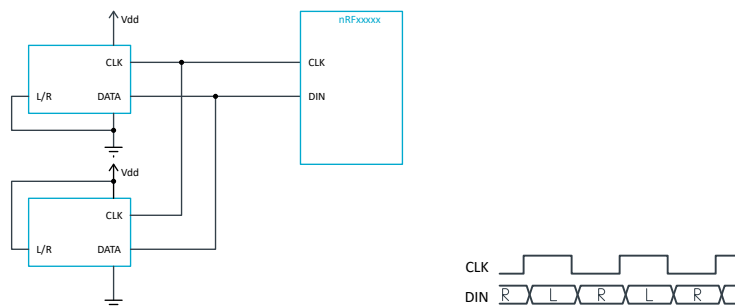 Vdd
nRFxxxxx
CLK CLK
L/R DATA DIN
Vdd
CLK
L/R DATA
CLK
DIN R L R L R